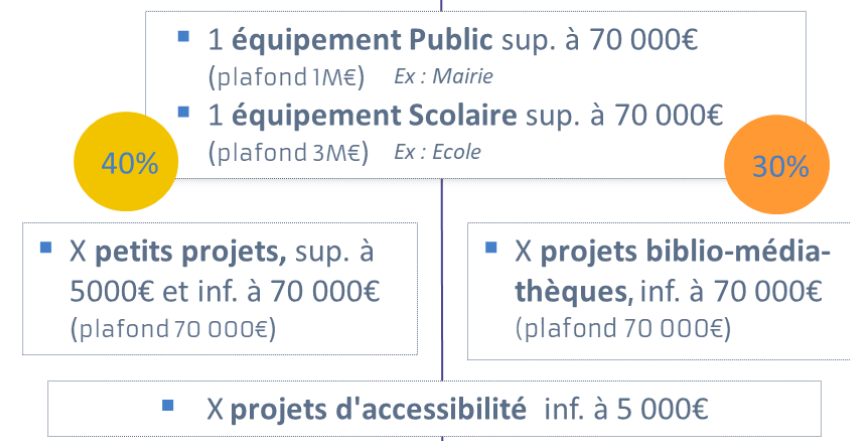 ▪ 1 équipement Public sup. à 70 000€
(plafond 1M€) Ex : Mairie
▪ 1 équipement Scolaire sup. à 70 000€
(plafond 3M€) Ex : Ecole
40%
30%
▪ X petits projets, sup. à
5000€ et inf. à 70 000€
(plafond 70 000€)
▪ X projets biblio-média-
thèques, inf. à 70 000€
(plafond 70 000€)
▪ X projets d'accessibilité inf. à 5 000€